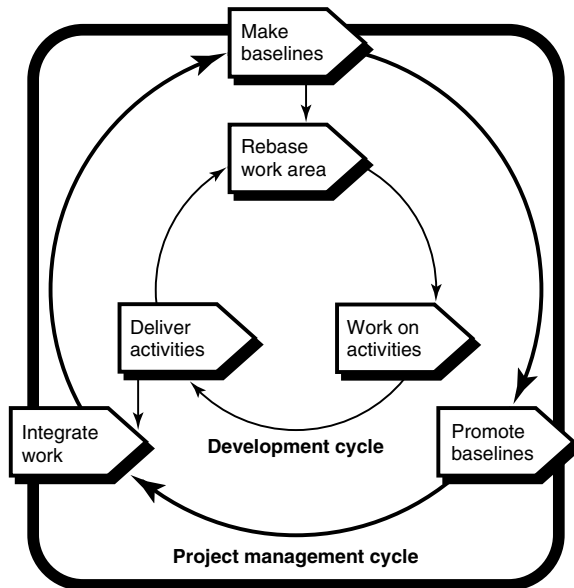 Make
baselines
Rebase
work area
Deliver
activities
Work on
activities
Integrate
work
Development cycle
Promote
baselines
Project management cycle